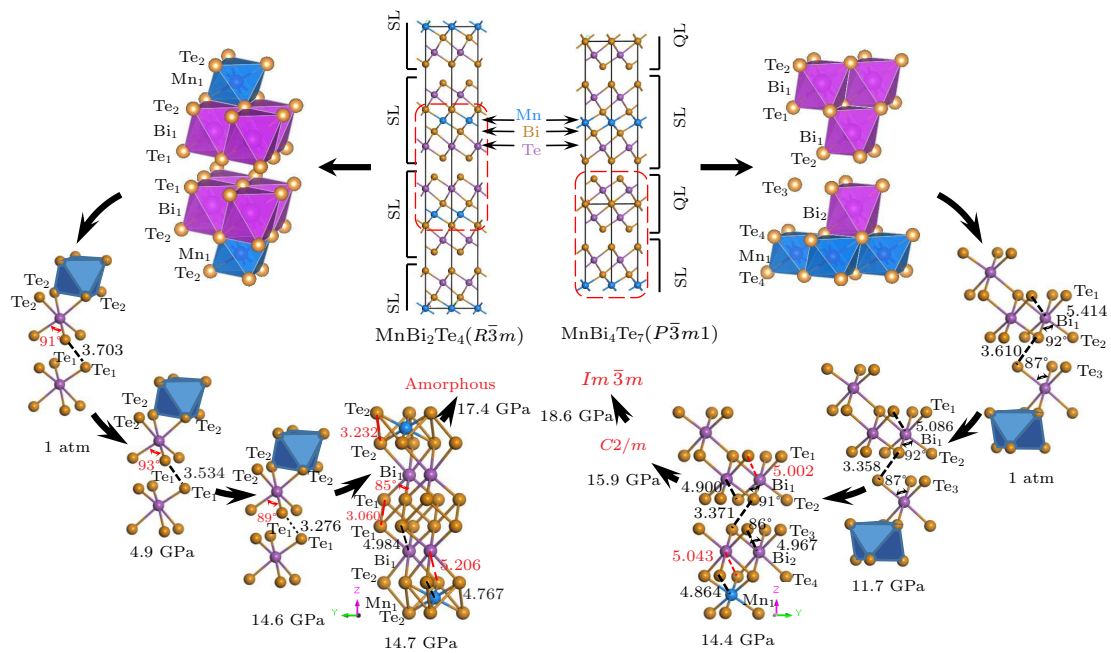 SL
SL
SL
SL
QL
SL
QL
SL
Mn
Bi
Te
MnBi₂Te₄(R3̅m)
MnBi₄Te₇(P3̅m1)
Te₂
Mn₁
Te₂
Bi₁
Te₁
Te₁
Bi₁
Te₂
Mn₁
Te₂
Te₂
Bi₁
Te₁
Te₂
Te₃
Bi₂
Te₄
Mn₁
Te₄
Te₂
Te₂
Te₂
91°
3.703
Te₁
Te₁
1 atm
Te₂
Te₂
Te₂
93°
3.534
Te₁
Te₁
4.9 GPa
Te₂
Te₂
Te₂
89°
3.276
Te₁
Te₁
14.6 GPa
Amorphous
17.4 GPa
Te₂
3.232
Te₂
Bi₁
85°
Te₁
3.060
Te₁
4.984
Bi₁
5.206
Te₂
4.767
Mn₁
Te₂
Z
Y
14.7 GPa
Te₁
5.414
Bi₁
92°
Te₂
3.610
87°
Te₃
1 atm
Te₁
5.086
Bi₁
92°
Te₂
3.358
87°
Te₃
11.7 GPa
Im3̅m
18.6 GPa
C2/m
15.9 GPa
Te₁
5.002
4.900
Bi₁
91°
Te₂
3.371
86°
Te₃
4.967
5.043
Bi₂
Te₄
4.864
Mn₁
Z
Y
14.4 GPa